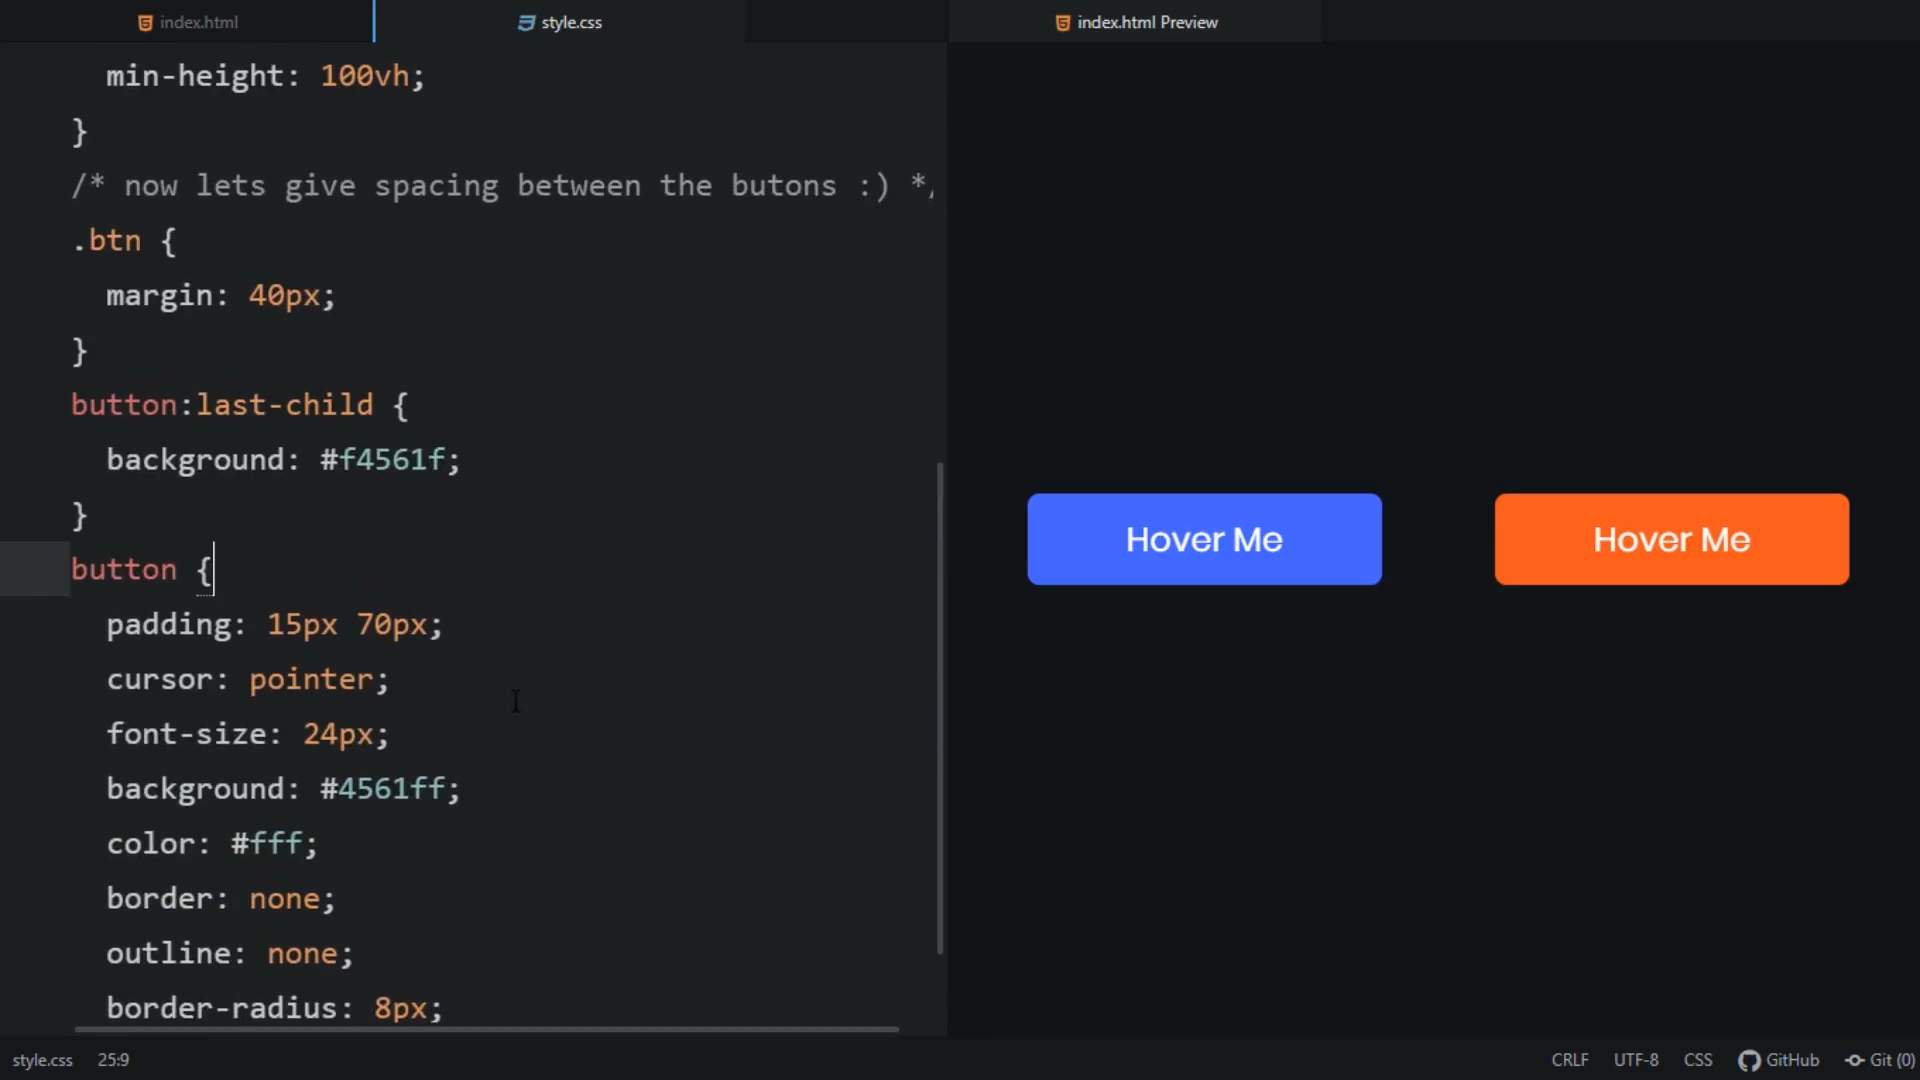 index.html
style.css
index.html Preview
min-height: 100vh;
}
/* now lets give spacing between the butons :) *
.btn {
margin: 40px;
}
button:last-child {
background: #f4561f;
}
button {
padding: 15px 70px;
cursor: pointer;
font-size: 24px;
background: #4561ff;
color: #fff;
border: none;
outline: none;
border-radius: 8px;
Hover Me
Hover Me
style.css 25:9
CRLF UTF-8 CSS GitHub Git (0)